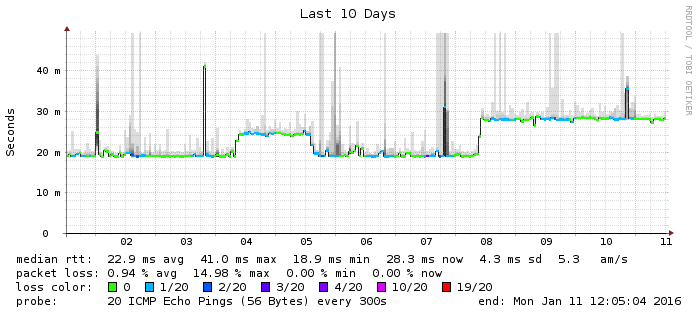 Last 10 Days
RRDTOOL / TOBI OETIKER
Seconds
40 m
30 m
20 m
10 m
0
02 03 04 05 06 07 08 09 10 11
median rtt: 22.9 ms avg 41.0 ms max 18.9 ms min 28.3 ms now 4.3 ms sd 5.3 am/s
packet loss: 0.94 % avg 14.98 % max 0.00 % min 0.00 % now
loss color: 0 1/20 2/20 3/20 4/20 10/20 19/20
probe: 20 ICMP Echo Pings (56 Bytes) every 300s end: Mon Jan 11 12:05:04 2016